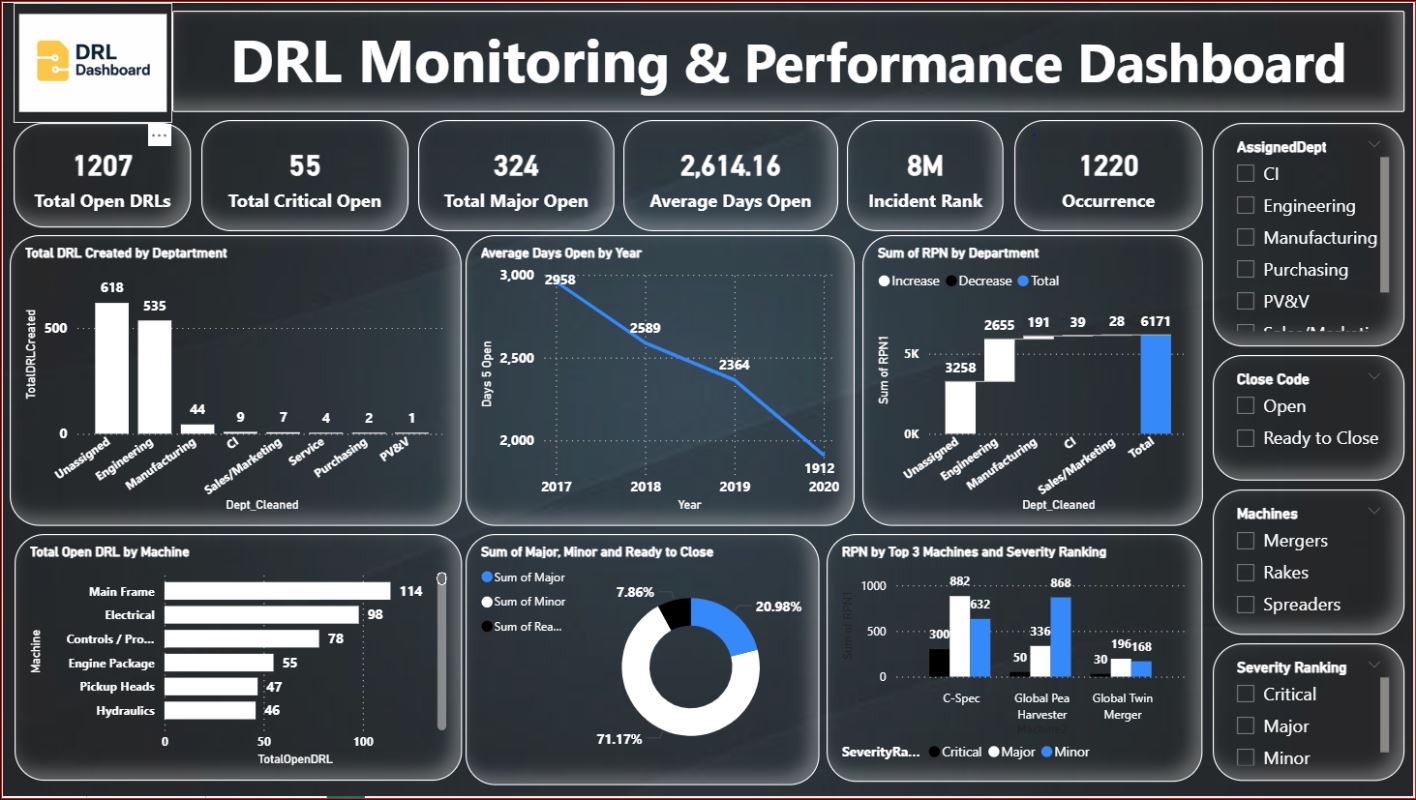 DRL
Dashboard
DRL Monitoring & Performance Dashboard
1207
Total Open DRLs
55
Total Critical Open
324
Total Major Open
2,614.16
Average Days Open
8M
Incident Rank
1220
Occurrence
AssignedDept
CI
Engineering
Manufacturing
Purchasing
PV&V
Total DRL Created by Deptartment
TotalDRLCreated
500
0
618
535
44
9
7
4
2
1
Unassigned
Engineering
Manufacturing
CI
Sales/Marketing
Service
Purchasing
PV&V
Dept_Cleaned
Average Days Open by Year
Days 5 Open
3,000
2,500
2,000
2958
2589
2364
1912
2017
2018
2019
2020
Year
Sum of RPN by Department
Increase
Decrease
Total
Sum of RPN1
5K
0K
3258
2655
191
39
28
6171
Unassigned
Engineering
Manufacturing
CI
Sales/Marketing
Total
Dept_Cleaned
Close Code
Open
Ready to Close
Machines
Mergers
Rakes
Spreaders
Total Open DRL by Machine
Machine
Main Frame 114
Electrical 98
Controls / Pro... 78
Engine Package 55
Pickup Heads 47
Hydraulics 46
0
50
100
TotalOpenDRL
Sum of Major, Minor and Ready to Close
Sum of Major
Sum of Minor
Sum of Rea...
7.86%
20.98%
71.17%
RPN by Top 3 Machines and Severity Ranking
Sum of RPN1
1000
500
0
300
882
632
50
336
868
30
196
168
C-Spec
Global Pea
Harvester
Global Twin
Merger
Machines
SeverityRa...
Critical
Major
Minor
Severity Ranking
Critical
Major
Minor